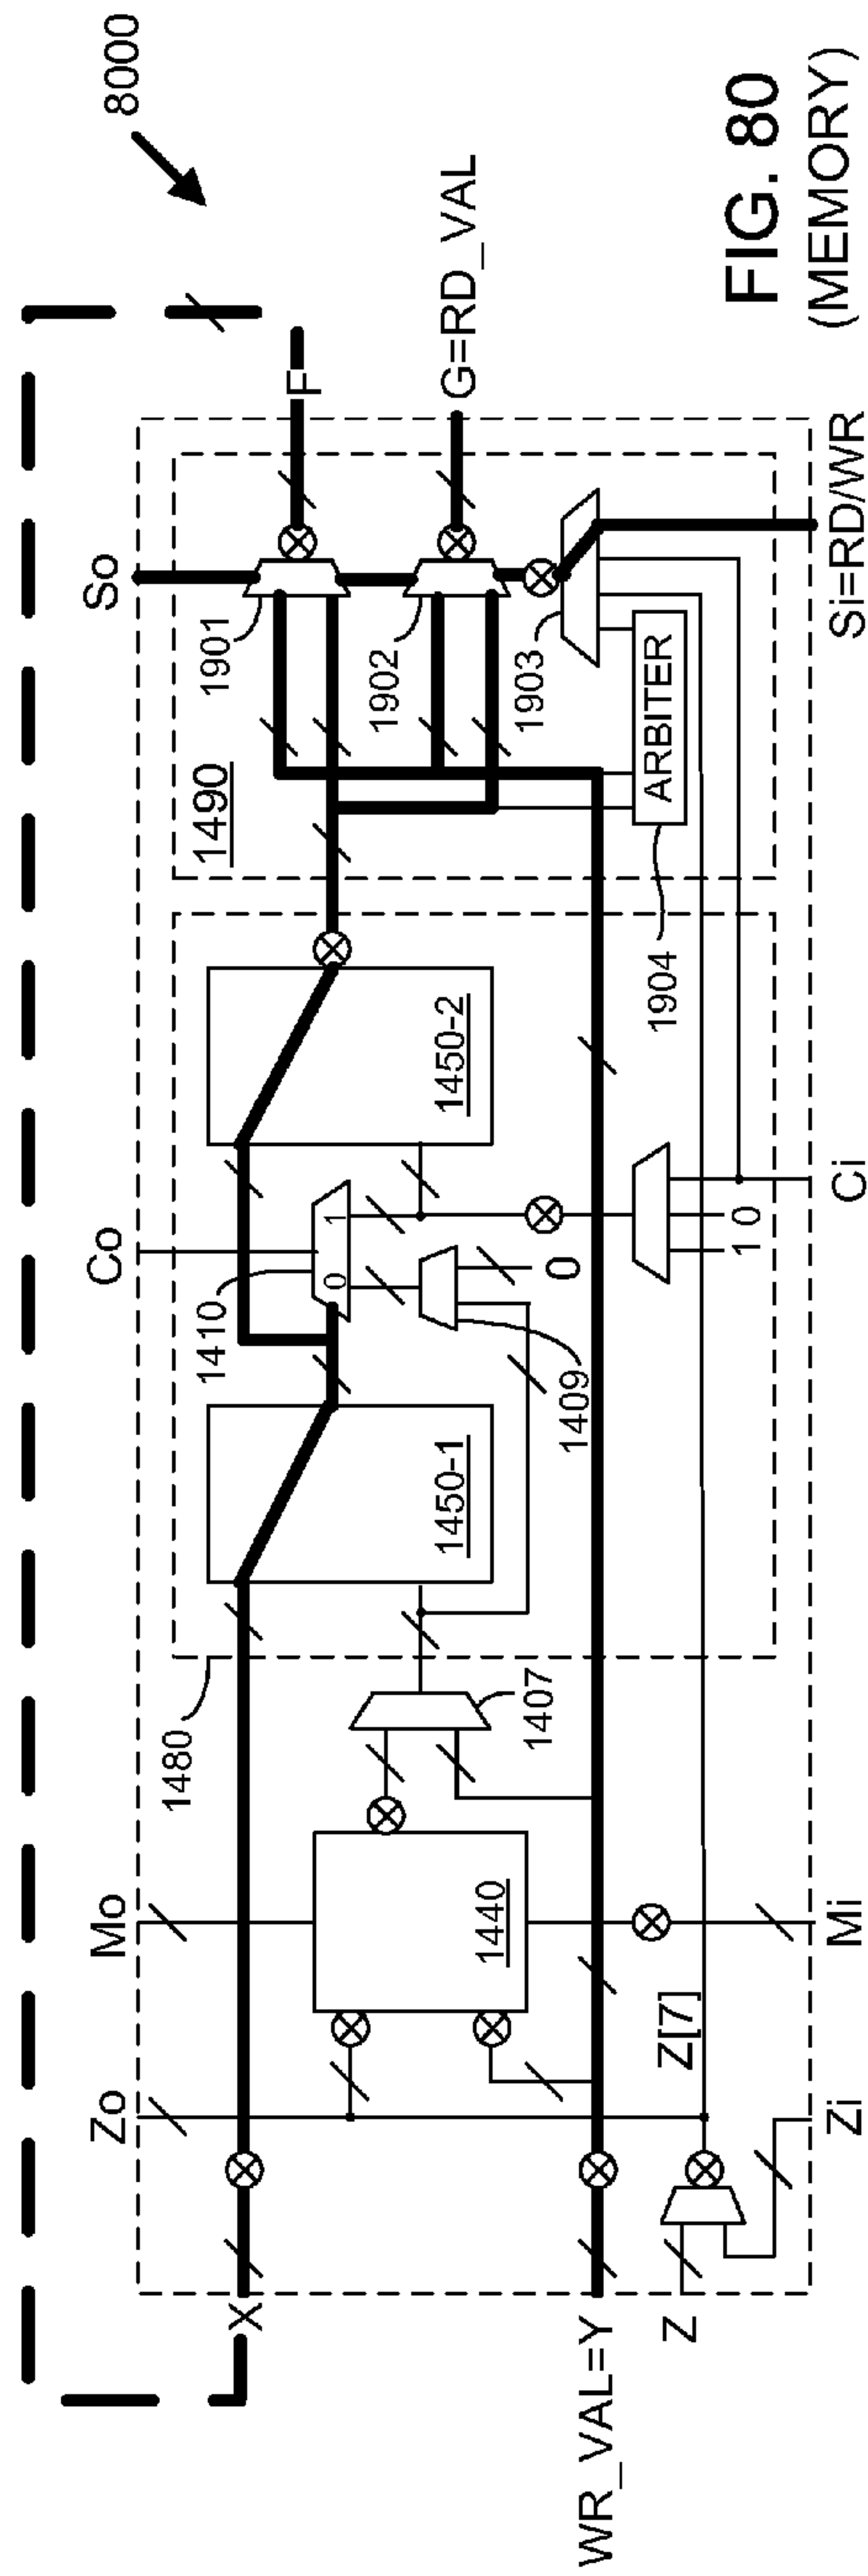 8000
So
Co
Mo
Zo
F
G=RD_VAL
1901
1902
1903
1490
ARBITER
1904
1450-2
1410
0 1
0
1409
1 0
1450-1
1480
1407
1440
Z[7]
X
WR_VAL=Y
Z
Zi
Mi
Ci
Si=RD/WR
FIG. 80
(MEMORY)